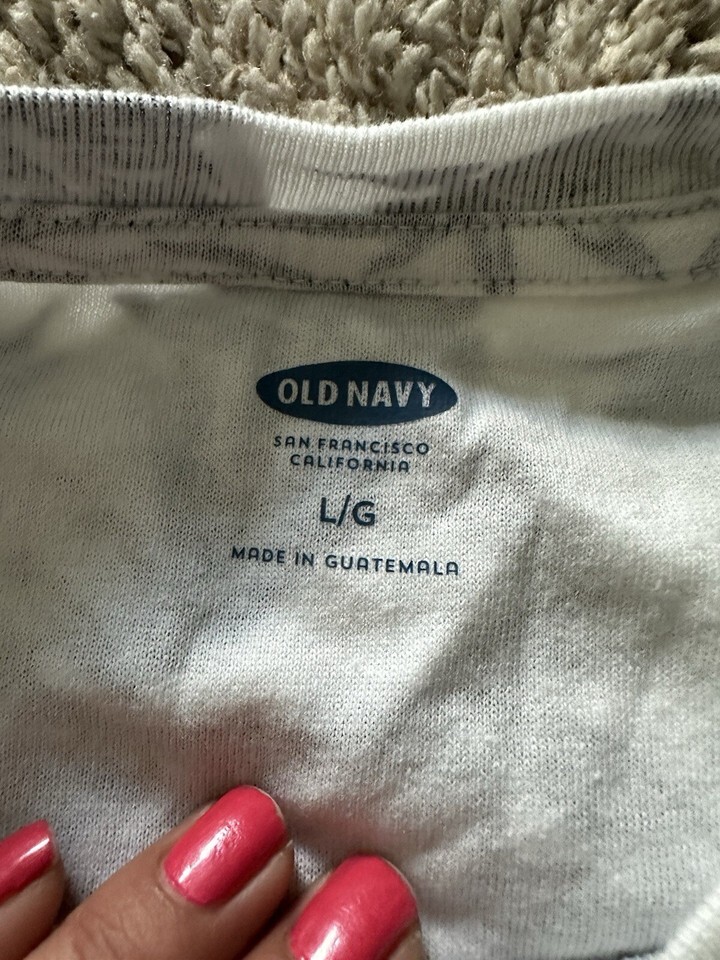 OLD NAVY
SAN FRANCISCO
CALIFORNIA
L/G
MADE IN GUATEMALA